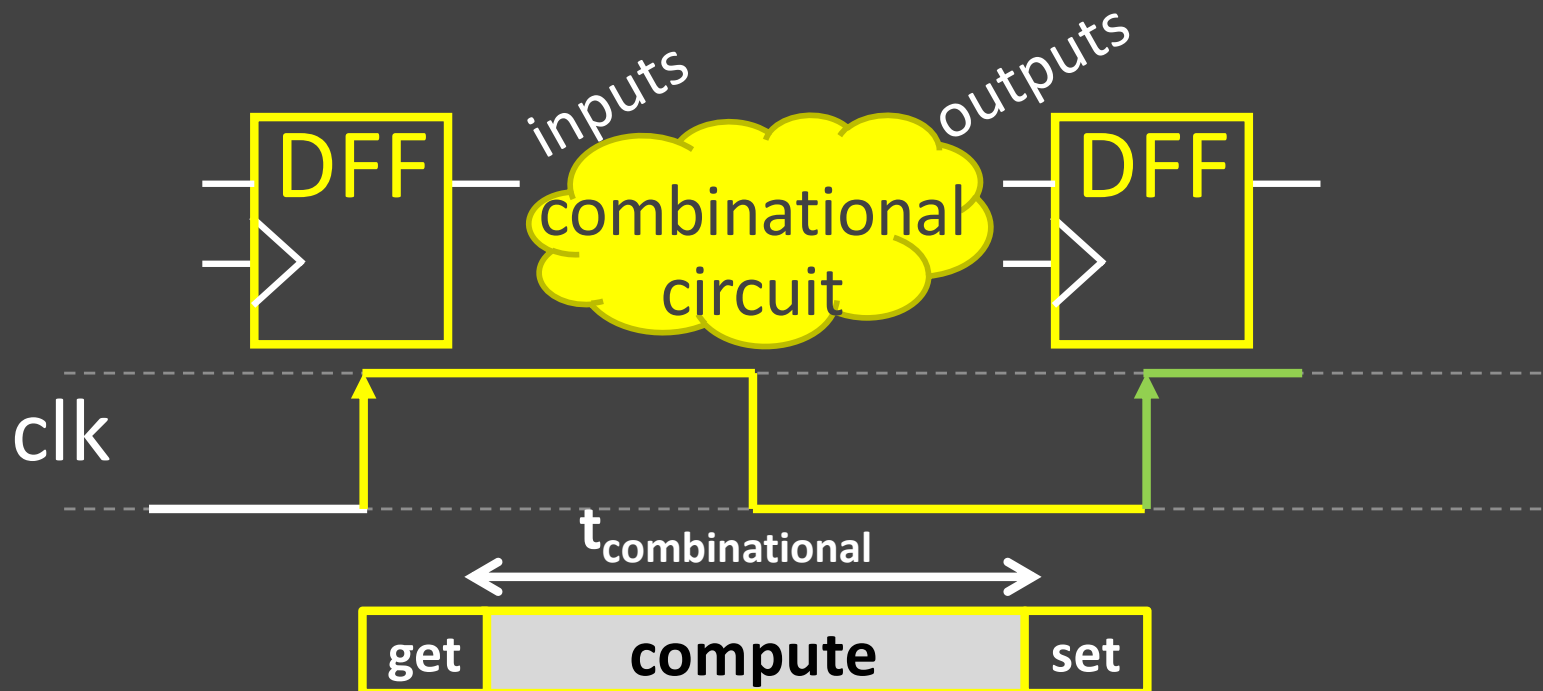 inputs
outputs
DFF
combinational
circuit
DFF
clk
tcombinational
get
compute
set